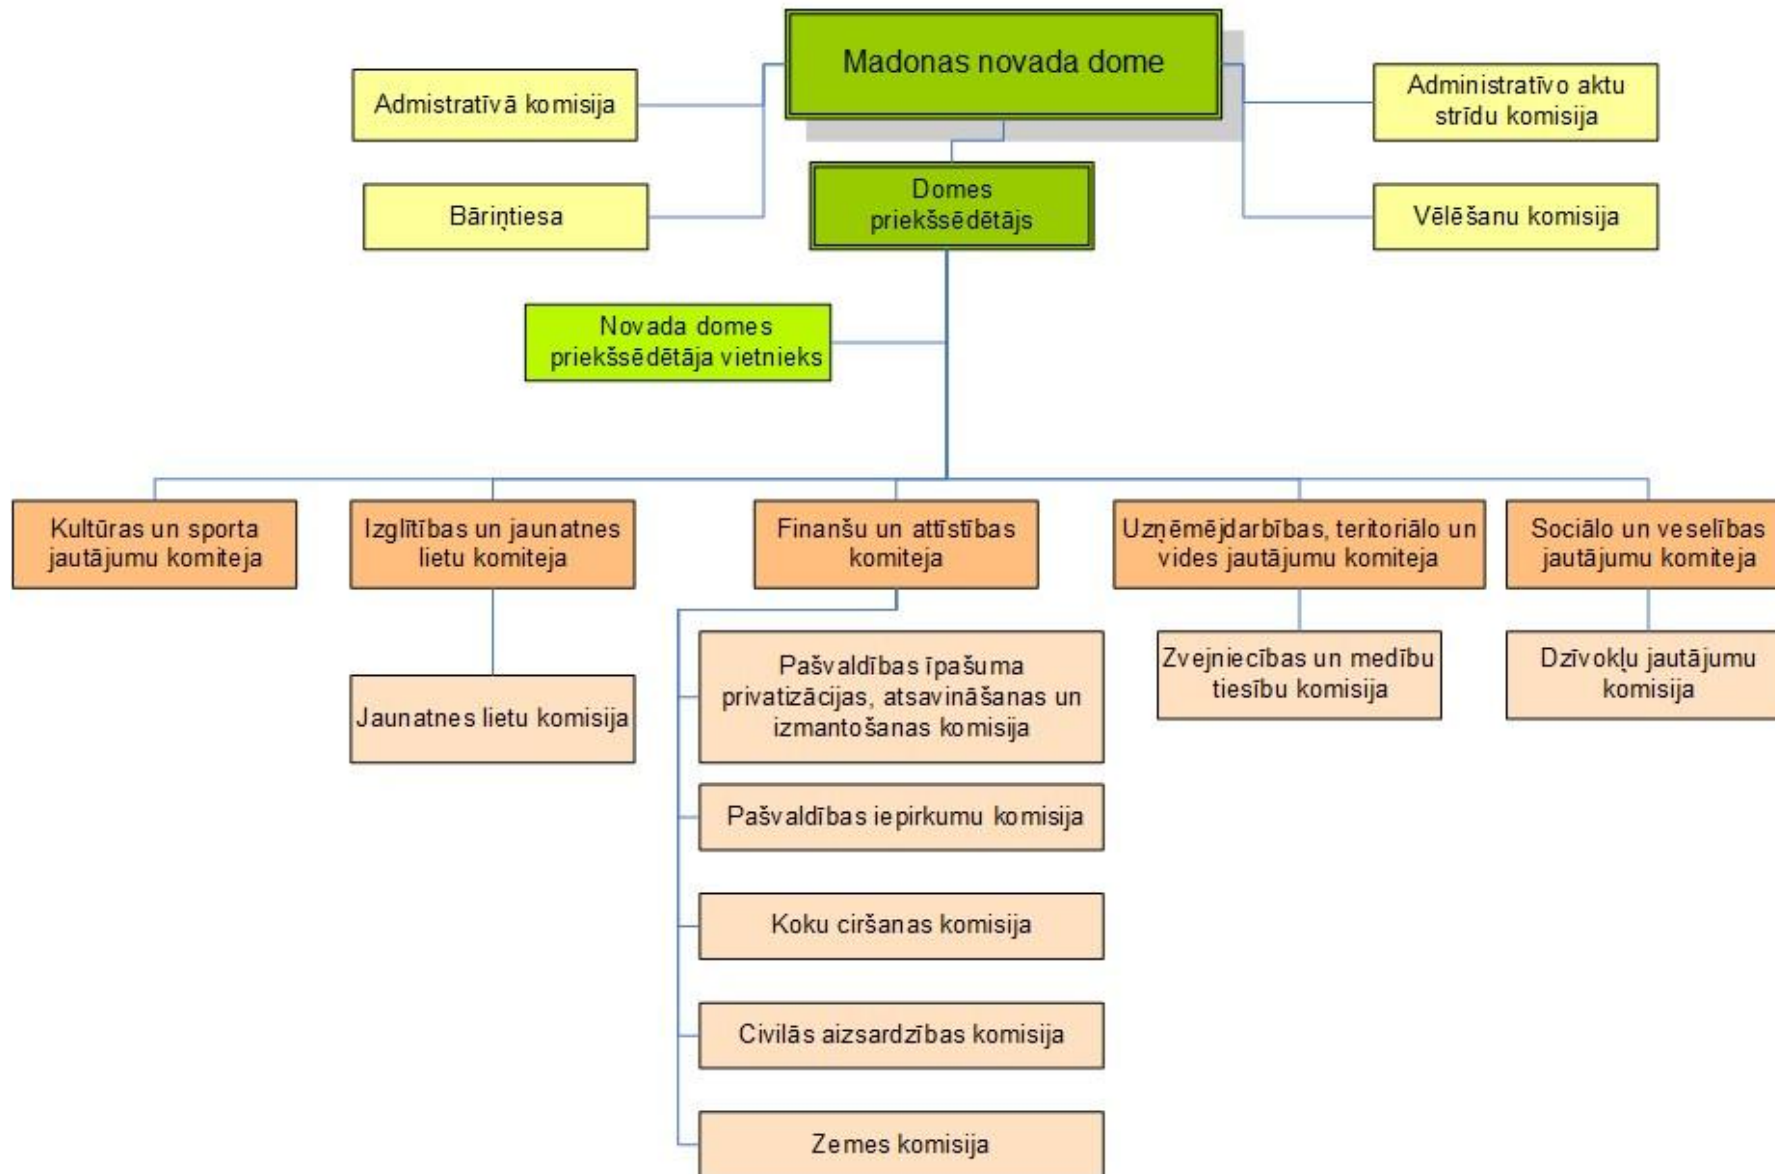 Madonas novada dome
Admistratīvā komisija
Administratīvo aktu
strīdu komisija
Bāriņtiesa
Domes
priekšsēdētājs
Vēlēšanu komisija
Novada domes
priekšsēdētāja vietnieks
Kultūras un sporta
jautājumu komiteja
Izglītības un jaunatnes
lietu komiteja
Finanšu un attīstības
komiteja
Uzņēmējdarbības, teritoriālo un
vides jautājumu komiteja
Sociālo un veselības
jautājumu komiteja
Jaunatnes lietu komisija
Pašvaldības īpašuma
privatizācijas, atsavināšanas un
izmantošanas komisija
Zvejniecības un medību
tiesību komisija
Dzīvokļu jautājumu
komisija
Pašvaldības iepirkumu komisija
Koku ciršanas komisija
Civilās aizsardzības komisija
Zemes komisija